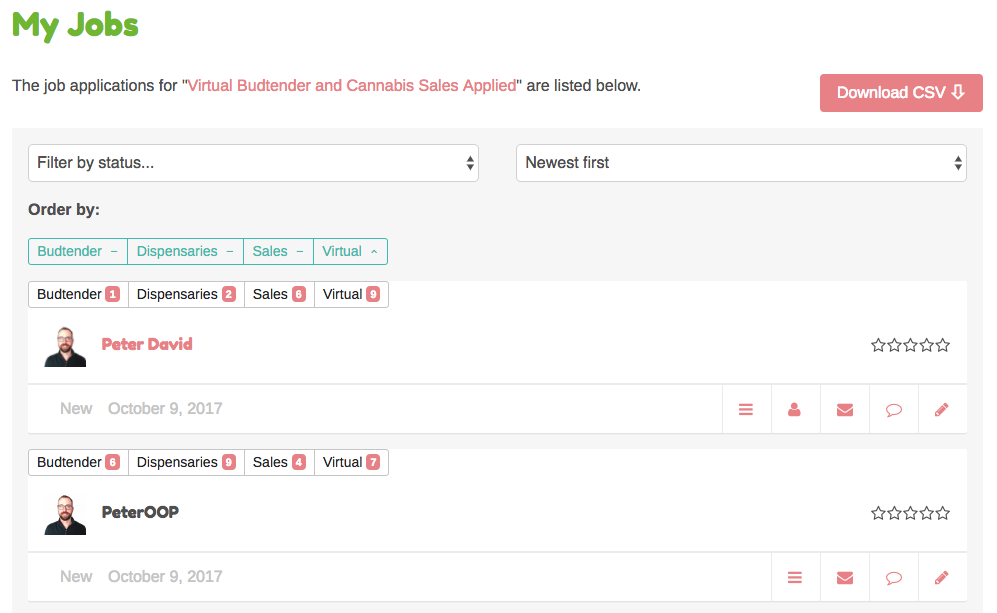 My Jobs
The job applications for "Virtual Budtender and Cannabis Sales Applied" are listed below.
Download CSV
Filter by status...
Newest first
Order by:
Budtender – Dispensaries – Sales – Virtual
Budtender 1 Dispensaries 2 Sales 6 Virtual 9
Peter David
New October 9, 2017
Budtender 6 Dispensaries 9 Sales 4 Virtual 7
PeterOOP
New October 9, 2017